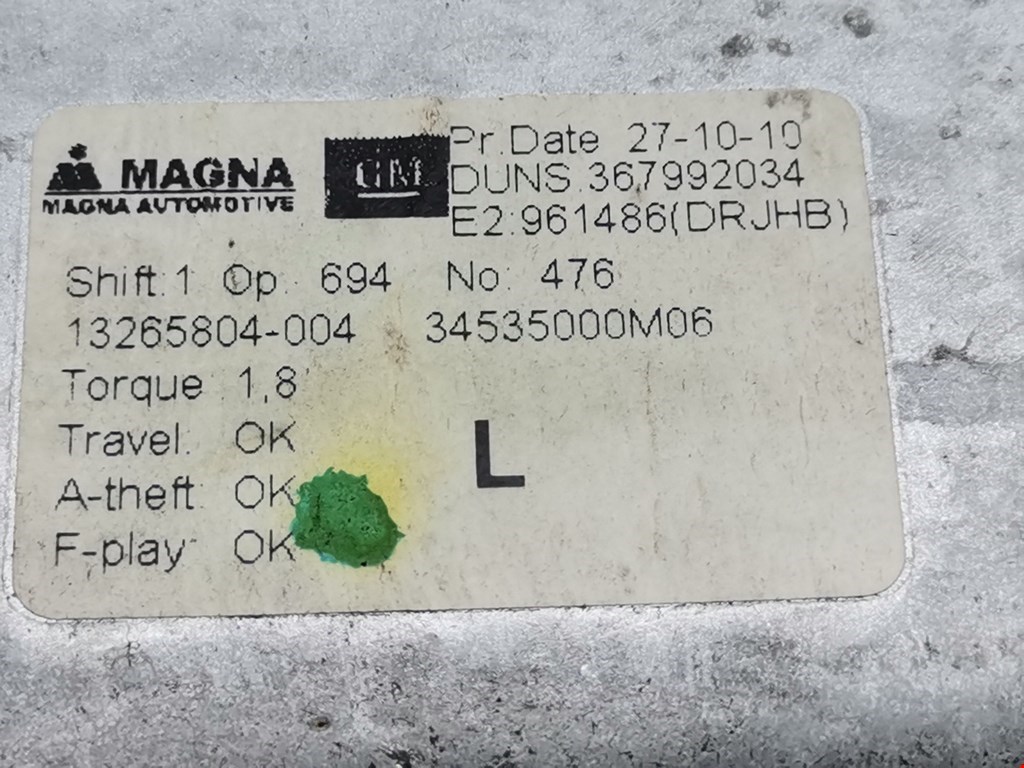 MAGNA
MAGNA AUTOMOTIVE
GM
Pr.Date 27-10-10
DUNS.367992034
E2:961486(DRJHB)
Shift:1 Op: 694 No: 476
13265804-004 34535000M06
Torque 1,8
Travel: OK
A-theft: OK
F-play: OK
L